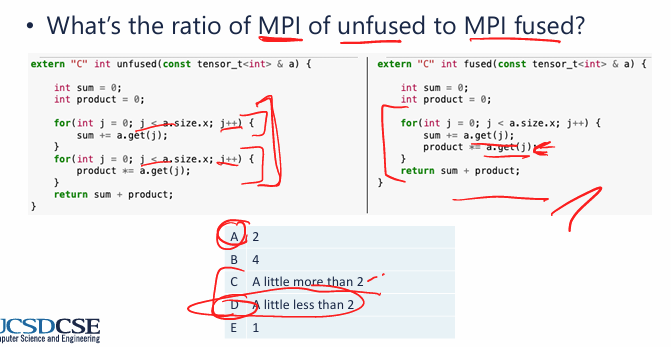 • What's the ratio of MPI of unfused to MPI fused?
extern "C" int unfused(const tensor_t<int> & a) {
int sum = 0;
int product = 0;
for(int j = 0; j < a.size.x; j++) {
sum += a.get(j);
}
for(int j = 0; j < a.size.x; j++) {
product *= a.get(j);
}
return sum + product;
}
extern "C" int fused(const tensor_t<int> & a) {
int sum = 0;
int product = 0;
for(int j = 0; j < a.size.x; j++) {
sum += a.get(j);
product *= a.get(j);
}
return sum + product;
}
A 2
B 4
C A little more than 2
D A little less than 2
E 1
UCSDCSE
puter Science and Engineering